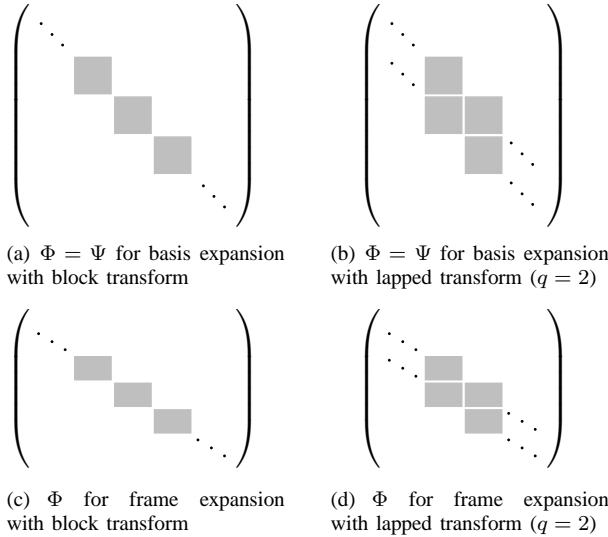 (a) Φ = Ψ for basis expansion
with block transform
(b) Φ = Ψ for basis expansion
with lapped transform (q = 2)
(c) Φ for frame expansion
with block transform
(d) Φ for frame expansion
with lapped transform (q = 2)